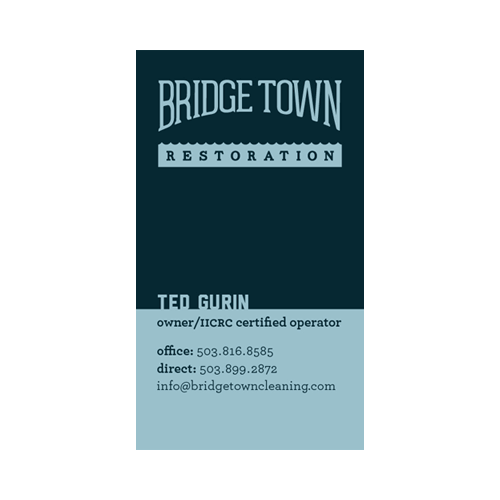 BRIDGE TOWN
RESTORATION
TED GURIN
owner/IICRC certified operator
office: 503.816.8585
direct: 503.899.2872
info@bridgetowncleaning.com